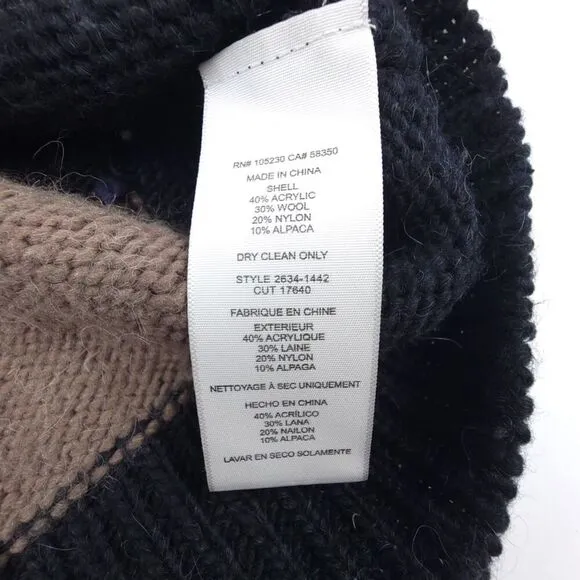 RN# 105230 CA# 58350
MADE IN CHINA
SHELL
40% ACRYLIC
30% WOOL
20% NYLON
10% ALPACA
DRY CLEAN ONLY
STYLE 2634-1442
CUT 17640
FABRIQUE EN CHINE
EXTERIEUR
40% ACRYLIQUE
30% LAINE
20% NYLON
10% ALPAGA
NETTOYAGE À SEC UNIQUEMENT
HECHO EN CHINA
40% ACRÍLICO
30% LANA
20% NAILON
10% ALPACA
LAVAR EN SECO SOLAMENTE